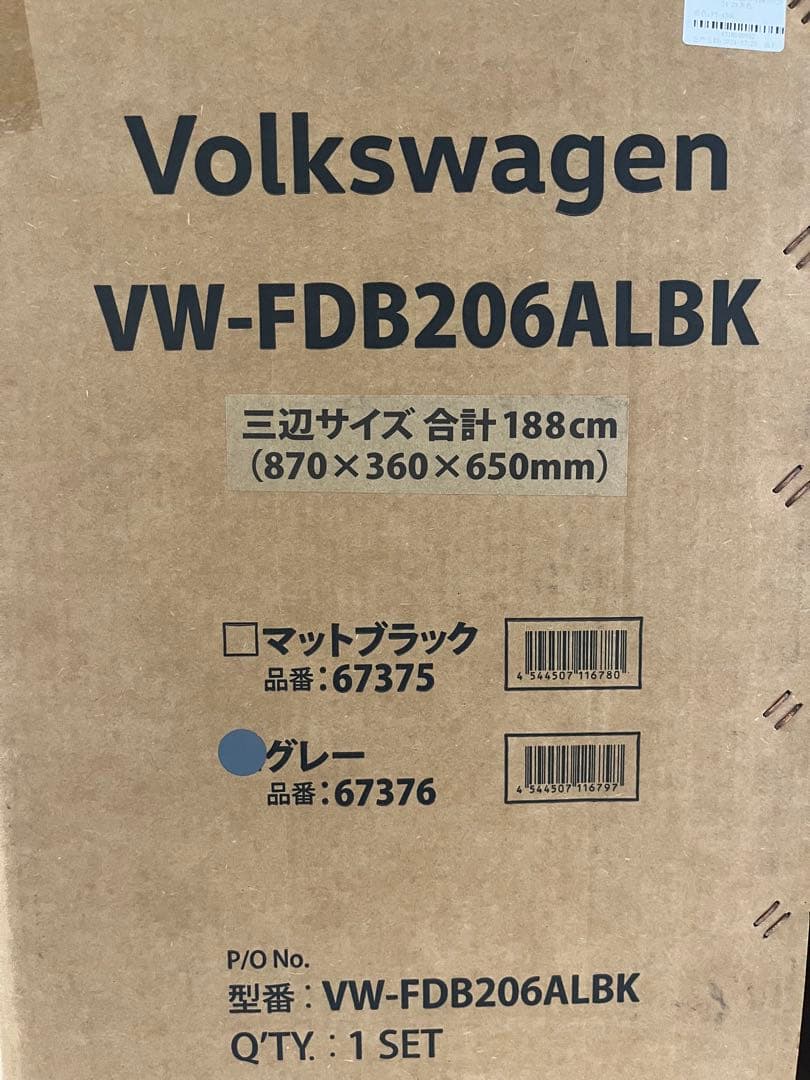 Volkswagen
VW-FDB206ALBK
三辺サイズ 合計188cm
（870×360×650mm）
マットブラック
品番：67375
4 544507 116780
グレー
品番：67376
4 544507 116797
P/O No.
型番：VW-FDB206ALBK
Q'TY. : 1 SET